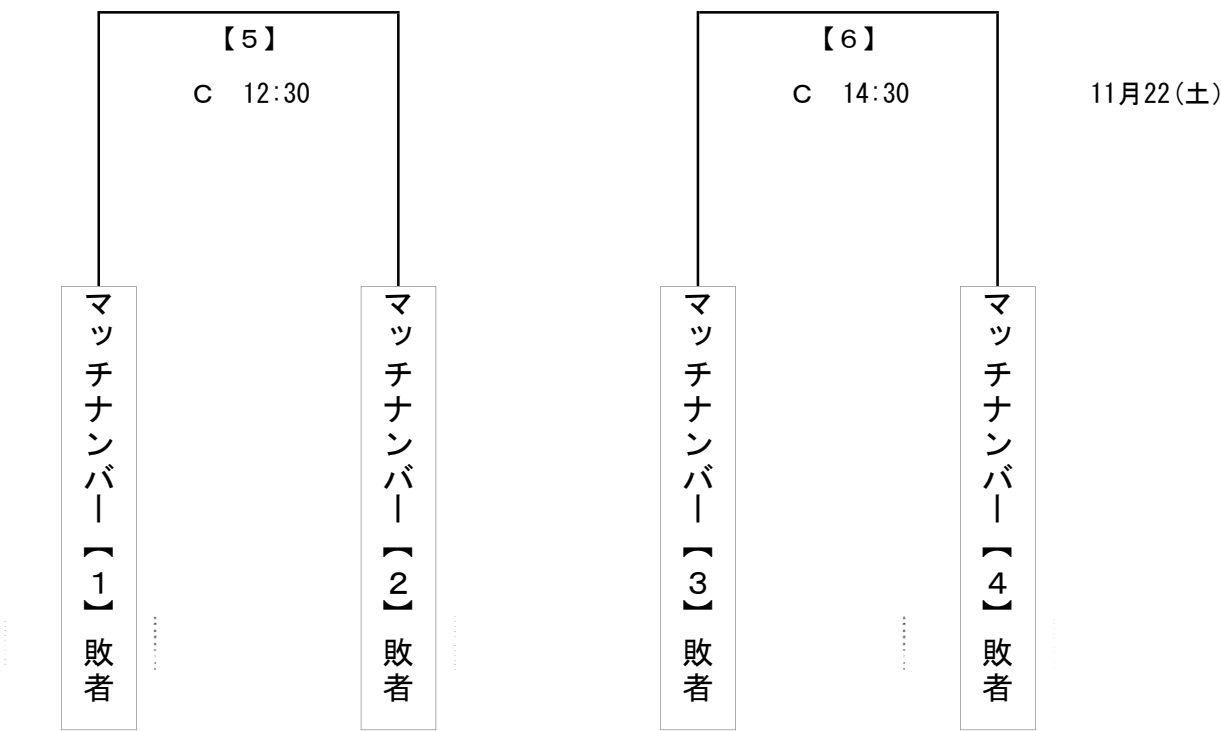 【５】
【６】
Ｃ　12:30
Ｃ　14:30
11月22(土)
マッチナンバー【１】敗者
マッチナンバー【２】敗者
マッチナンバー【３】敗者
マッチナンバー【４】敗者